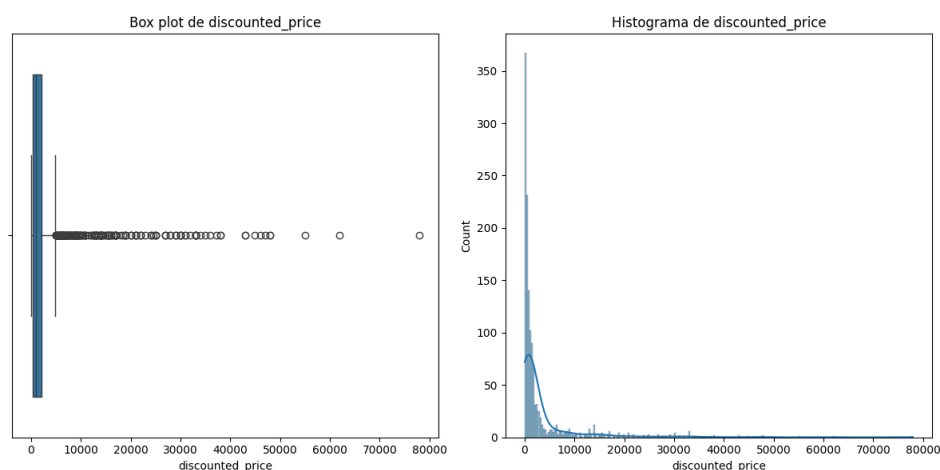 Box plot de discounted_price
0 10000 20000 30000 40000 50000 60000 70000 80000
discounted_price
Histograma de discounted_price
350
300
250
200
150
100
50
0
Count
0 10000 20000 30000 40000 50000 60000 70000 80000
discounted_price